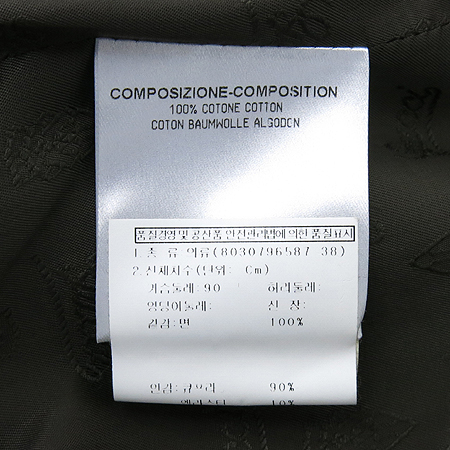 COMPOSIZIONE-COMPOSITION
100% COTONE COTTON
COTON BAUMWOLLE ALGODON
품질경영및 공산품 안전관리법에 의한 품질표시
1.종 류 의류(8030796587 38)
2.신체치수(단위: Cm)
가슴둘레:90 허리둘레:
엉덩이둘레: 신 장:
겉감:면 100%
안감:큐프라 90%
10%